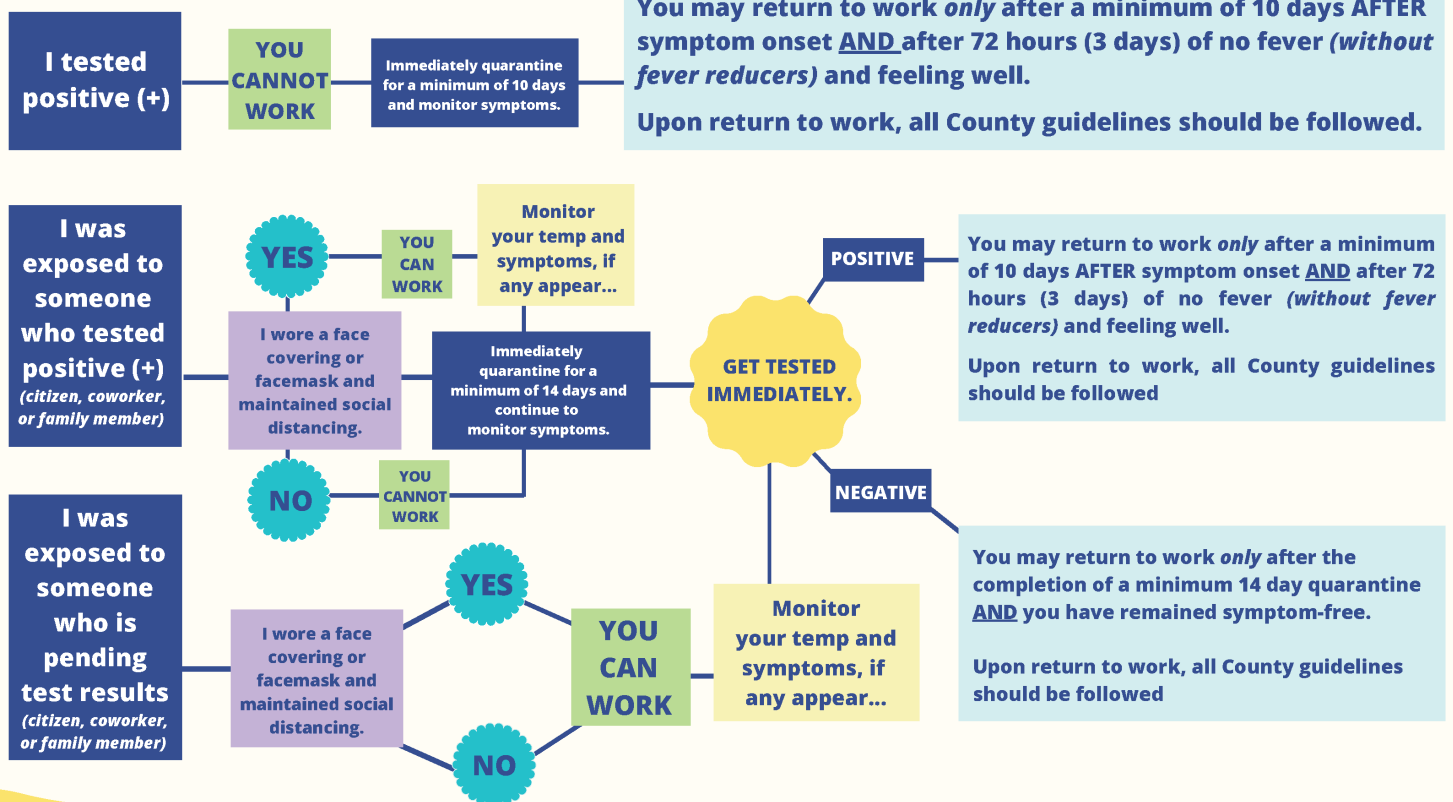 I tested
positive (+)
YOU
CANNOT
WORK
Immediately quarantine
for a minimum of 10 days
and monitor symptoms.
You may return to work only after a minimum of 10 days AFTER
symptom onset AND after 72 hours (3 days) of no fever (without
fever reducers) and feeling well.
Upon return to work, all County guidelines should be followed.
I was
exposed to
someone
who tested
positive (+)
(citizen, coworker,
or family member)
I wore a face
covering or
facemask and
maintained social
distancing.
YES
YOU
CAN
WORK
Monitor
your temp and
symptoms, if
any appear...
NO
YOU
CANNOT
WORK
Immediately
quarantine for a
minimum of 14 days and
continue to
monitor symptoms.
GET TESTED
IMMEDIATELY.
POSITIVE
You may return to work only after a minimum
of 10 days AFTER symptom onset AND after 72
hours (3 days) of no fever (without fever
reducers) and feeling well.
Upon return to work, all County guidelines
should be followed
NEGATIVE
You may return to work only after the
completion of a minimum 14 day quarantine
AND you have remained symptom-free.
Upon return to work, all County guidelines
should be followed
I was
exposed to
someone
who is
pending
test results
(citizen, coworker,
or family member)
I wore a face
covering or
facemask and
maintained social
distancing.
YES
NO
YOU
CAN
WORK
Monitor
your temp and
symptoms, if
any appear...